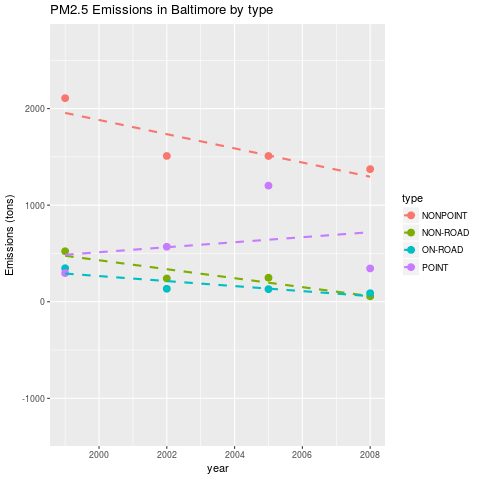 PM2.5 Emissions in Baltimore by type
Emissions (tons)
2000
1000
0
-1000
2000 2002 2004 2006 2008
year
type
NONPOINT
NON-ROAD
ON-ROAD
POINT